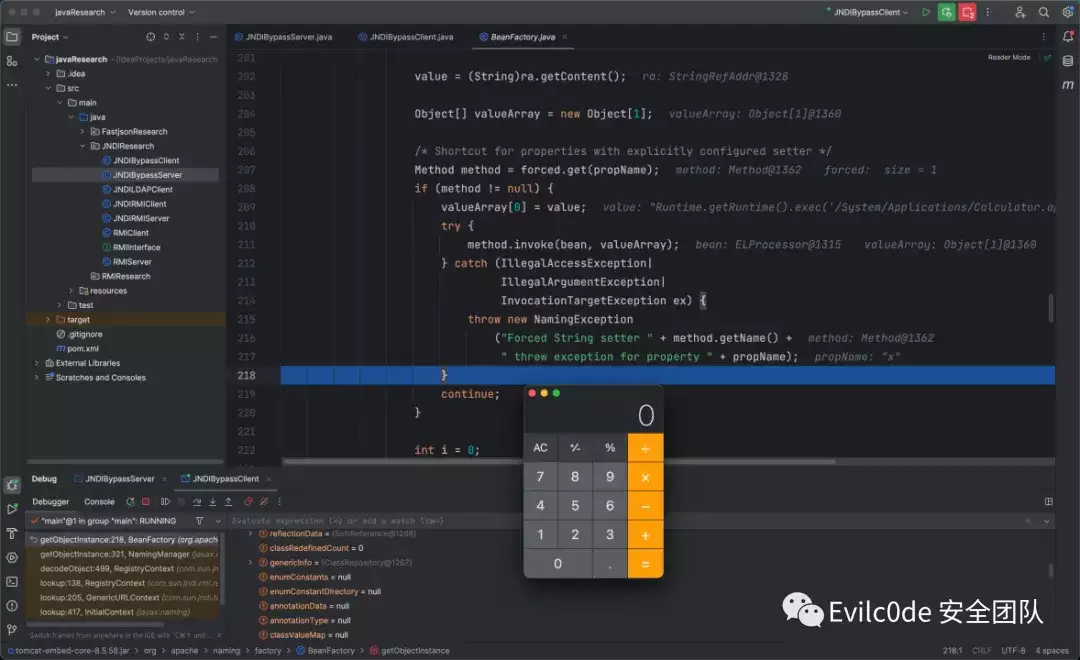 javaResearch
Version control
JNDIBypassClient
Project
JNDIBypassServer.java
JNDIBypassClient.java
BeanFactory.java
Reader Mode
javaResearch ~/IdeaProjects/javaResearch
.idea
src
main
java
FastjsonResearch
JNDIResearch
JNDIBypassClient
JNDIBypassServer
JNDILDAPClient
JNDIRMIClient
JNDIRMIServer
RMIClient
RMIInterface
RMIServer
RMIResearch
resources
test
target
.gitignore
pom.xml
External Libraries
Scratches and Consoles
201
202 value = (String)ra.getContent(); ra: StringRefAddr@1328
203
204 Object[] valueArray = new Object[1]; valueArray: Object[1]@1360
205
206 /* Shortcut for properties with explicitly configured setter */
207 Method method = forced.get(propName); method: Method@1362 forced: size = 1
208 if (method != null) {
209 valueArray[0] = value; value: "Runtime.getRuntime().exec('/System/Applications/Calculator.ap
210 try {
211 method.invoke(bean, valueArray); bean: ELProcessor@1315 valueArray: Object[1]@1360
212 } catch (IllegalAccessException|
213 IllegalArgumentException|
214 InvocationTargetException ex) {
215 throw new NamingException
216 ("Forced String setter " + method.getName() + method: Method@1362
217 " threw exception for property " + propName); propName: "x"
218 }
219 continue;
220 }
221
222 int i = 0;
0
AC % ÷
7 8 9 ×
4 5 6 −
1 2 3 +
0 . =
Debug
JNDIBypassServer
JNDIBypassClient
Debugger
Console
"main"@1 in group "main": RUNNING
Evaluate expression (⏎) or add a watch
getObjectInstance:218, BeanFactory (org.apach
getObjectInstance:321, NamingManager (javax.
decodeObject:499, RegistryContext (com.sun.jn
lookup:138, RegistryContext (com.sun.jndi.rmi.re
lookup:205, GenericURLContext (com.sun.jndi.t
lookup:417, InitialContext (javax.naming)
Switch frames from anywhere in the IDE with
reflectionData = (SoftReference@1266)
classRedefinedCount = 0
genericInfo = (ClassRepository@1267)
enumConstants = null
enumConstantDirectory = null
annotationData = null
annotationType = null
classValueMap = null
Evilc0de 安全团队
tomcat-embed-core-8.5.58.jar › org › apache › naming › factory › BeanFactory › getObjectInstance
218:1 CRLF UTF-8 4 spaces